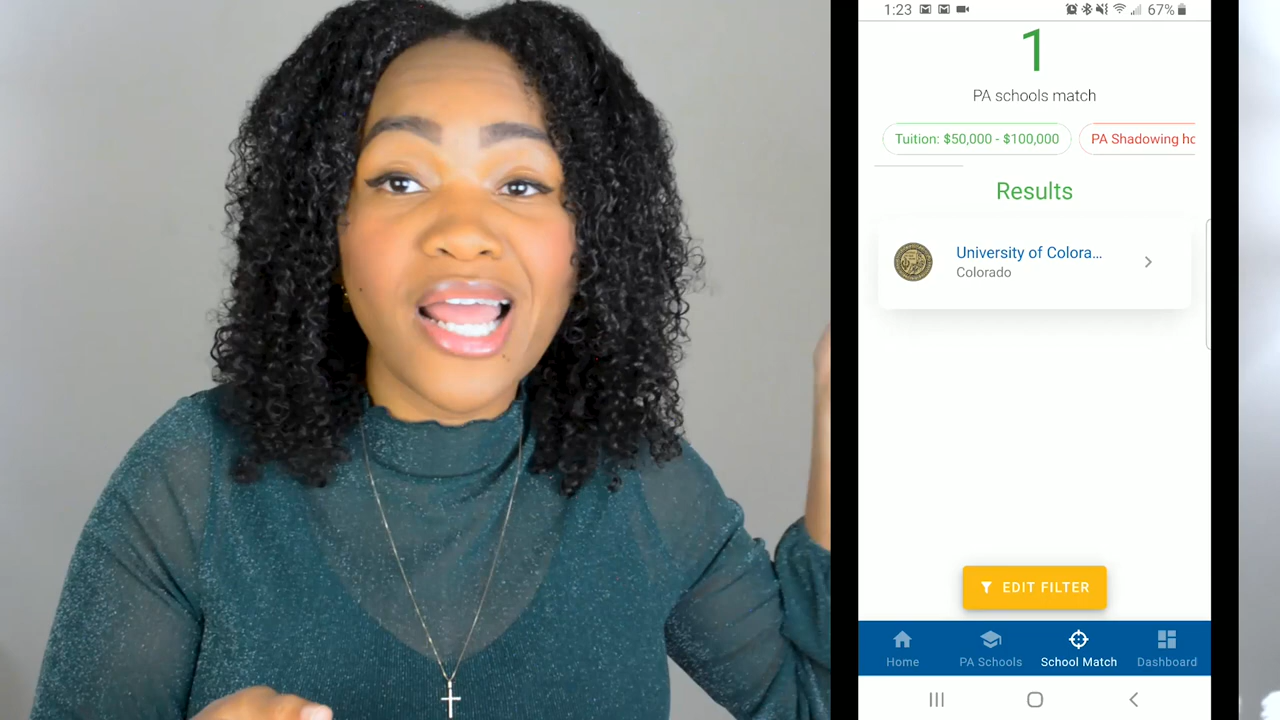 1:23
67%
1
PA schools match
Tuition: $50,000 - $100,000
PA Shadowing hc
Results
University of Colora...
Colorado
EDIT FILTER
Home
PA Schools
School Match
Dashboard